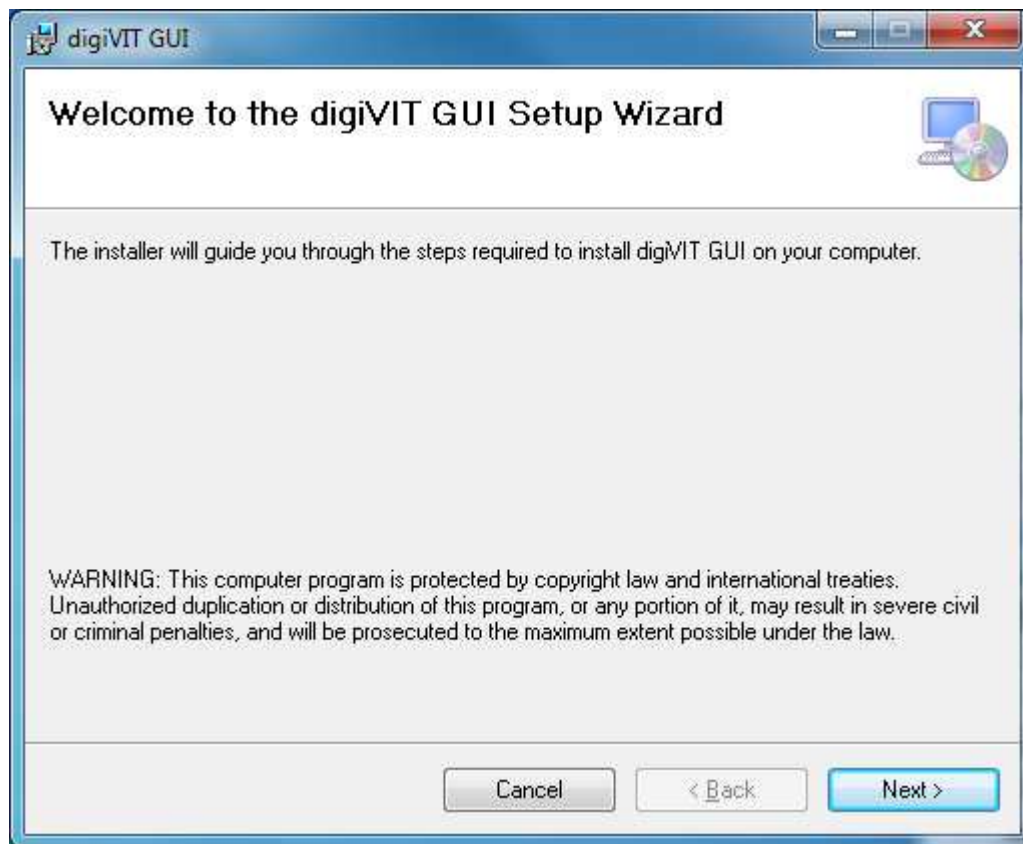 digiVIT GUI
Welcome to the digiVIT GUI Setup Wizard
The installer will guide you through the steps required to install digiVIT GUI on your computer.
WARNING: This computer program is protected by copyright law and international treaties.
Unauthorized duplication or distribution of this program, or any portion of it, may result in severe civil
or criminal penalties, and will be prosecuted to the maximum extent possible under the law.
Cancel
< Back
Next >